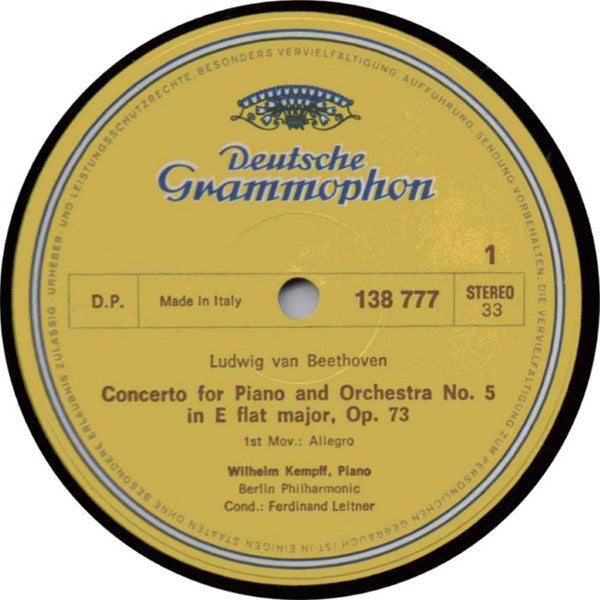 URHEBER- UND LEISTUNGSSCHUTZRECHTE, BESONDERS VERVIELFÄLTIGUNG, AUFFÜHRUNG, SENDUNG VORBEHALTEN; DIE VERVIELFÄLTIGUNG ZUM PERSÖNLICHEN GEBRAUCH IST IN EINIGEN STAATEN OHNE BESONDERE ERLAUBNIS ZULÄSSIG ·
Deutsche
Grammophon
1
D.P. Made in Italy 138 777 STEREO
33
Ludwig van Beethoven
Concerto for Piano and Orchestra No. 5
in E flat major, Op. 73
1st Mov.: Allegro
Wilhelm Kempff, Piano
Berlin Philharmonic
Cond.: Ferdinand Leitner